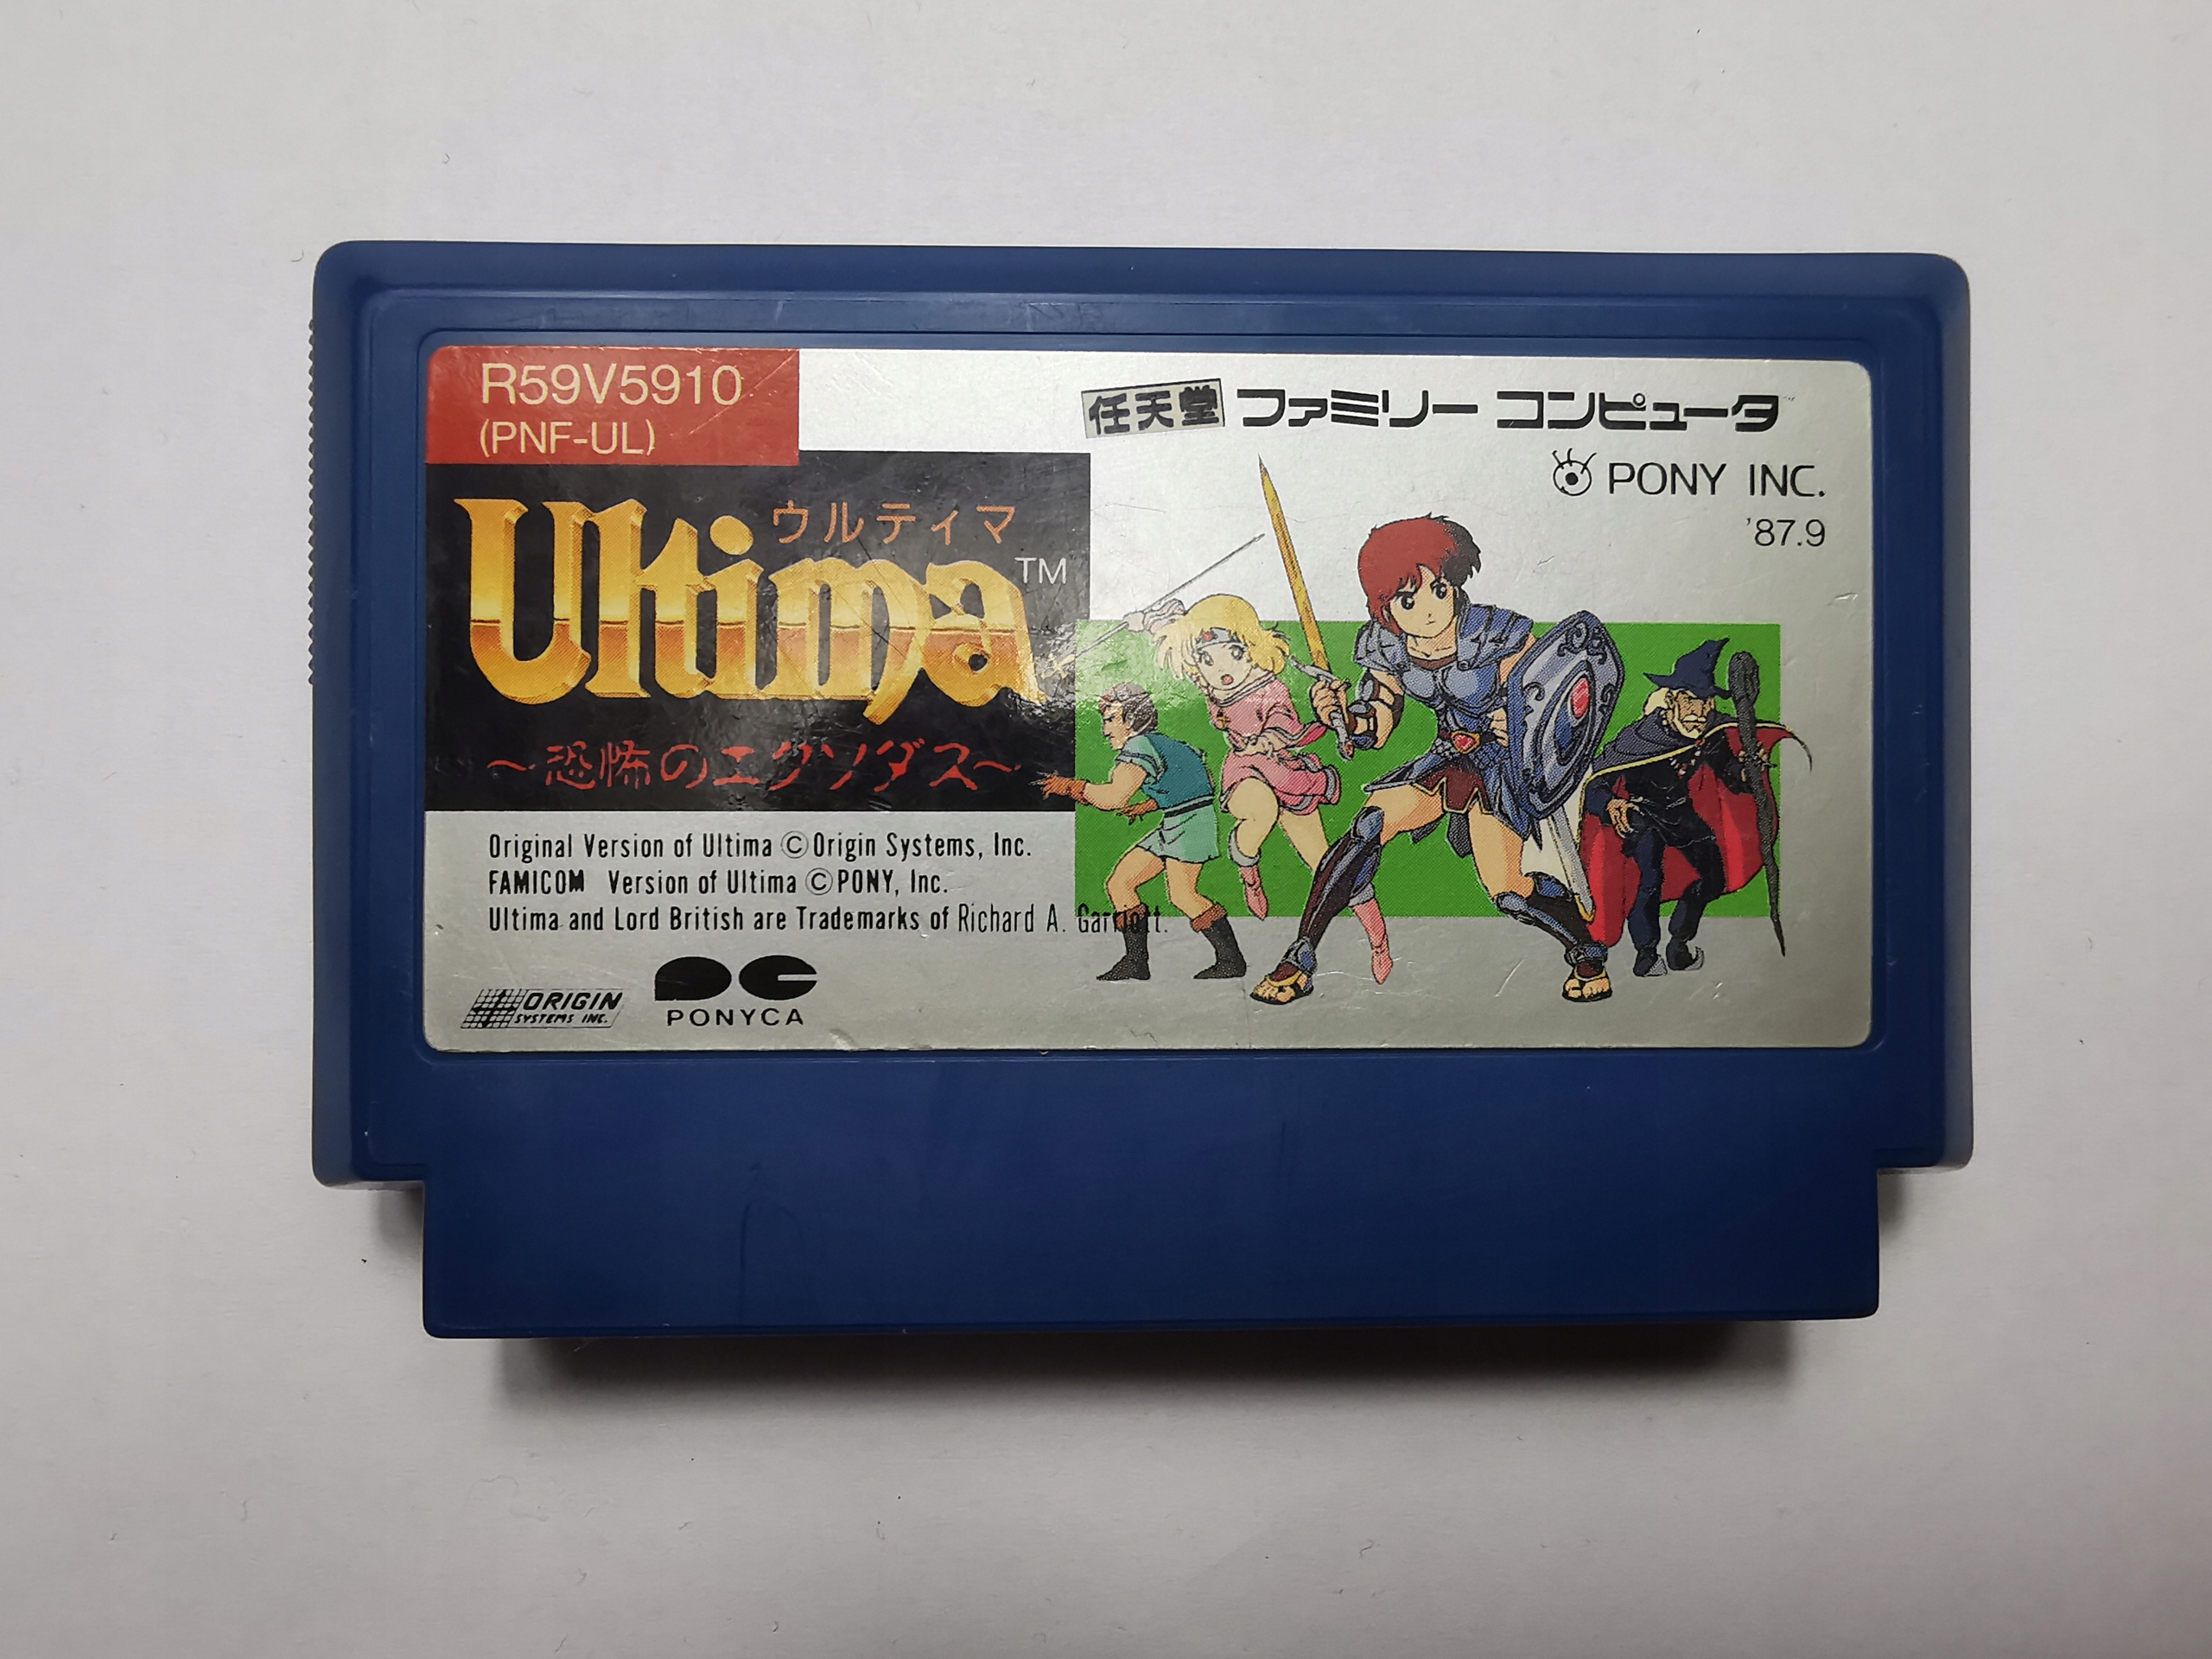 R59V5910
(PNF-UL)
任天堂 ファミリー コンピュータ
PONY INC.
'87.9
ウルティマ
Ultima™
～恐怖のエクソダス～
Original Version of Ultima ©Origin Systems, Inc.
FAMICOM Version of Ultima ©PONY, Inc.
Ultima and Lord British are Trademarks of Richard A. Garriott.
ORIGIN
SYSTEMS INC.
PC
PONYCA